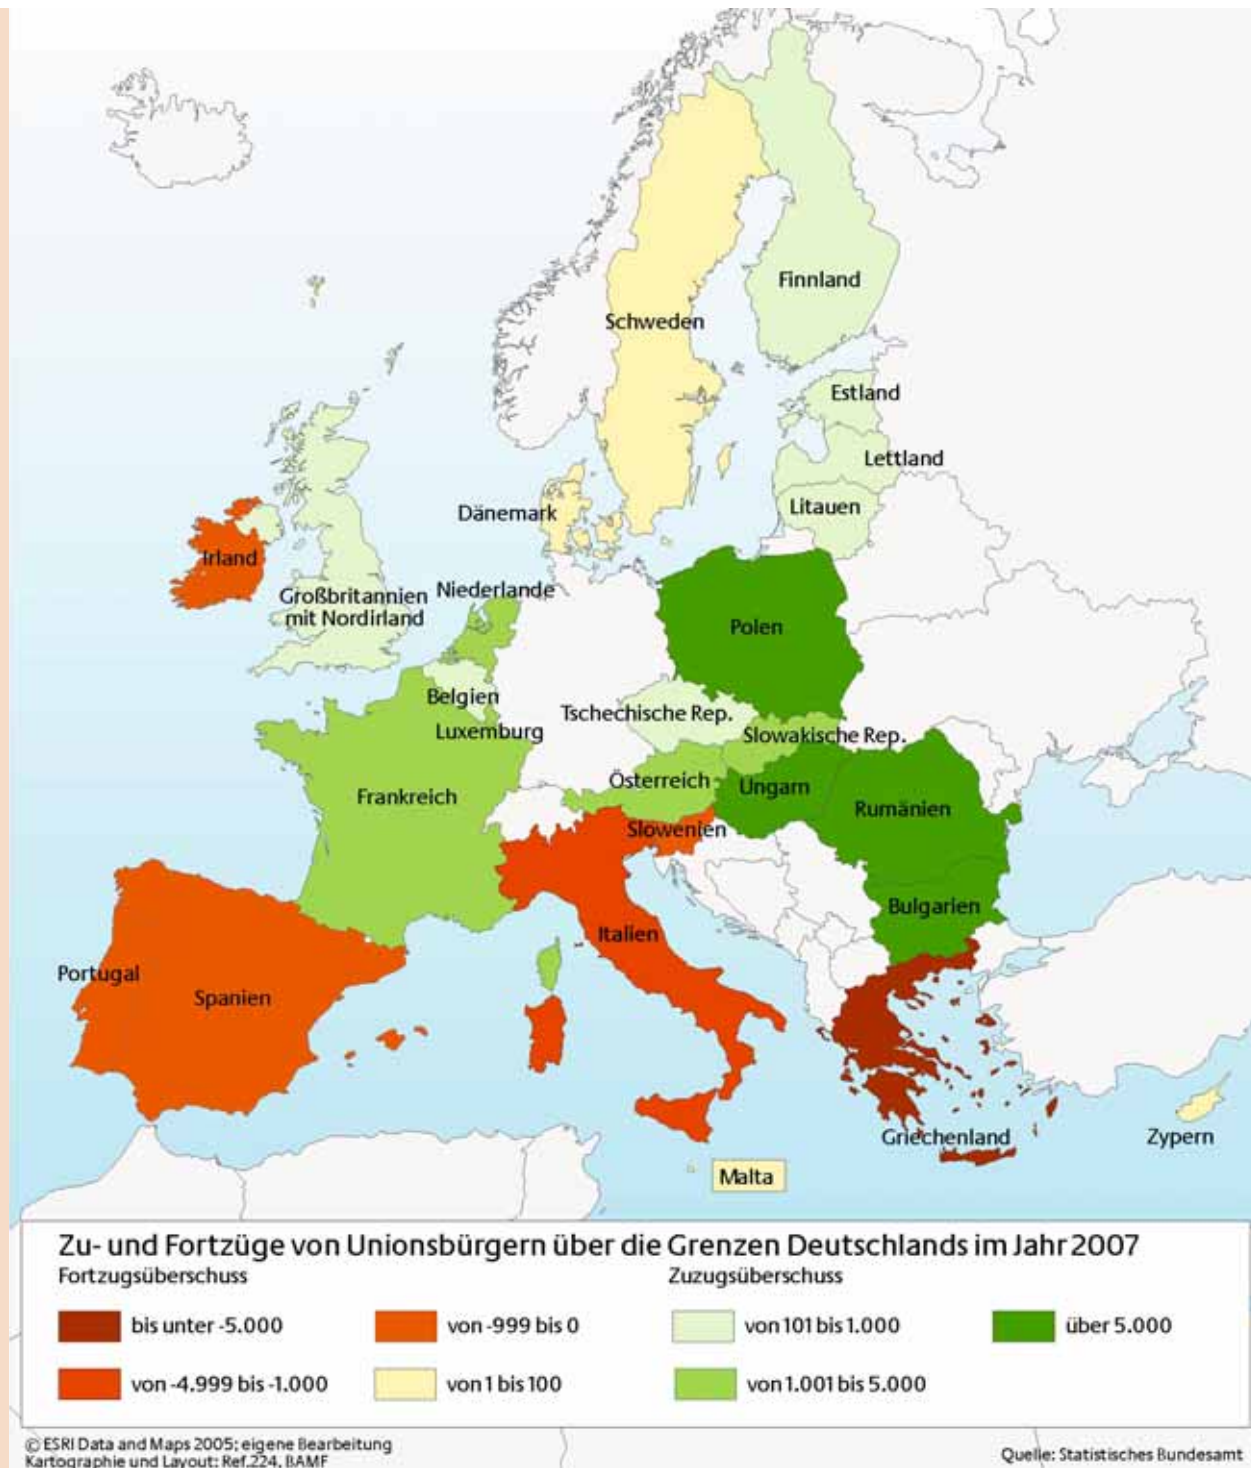 Finnland
Schweden
Estland
Lettland
Litauen
Dänemark
Irland
Großbritannien
mit Nordirland
Niederlande
Polen
Belgien
Tschechische Rep.
Luxemburg
Slowakische Rep.
Österreich
Ungarn
Frankreich
Rumänien
Slowenien
Bulgarien
Italien
Portugal
Spanien
Griechenland
Zypern
Malta
Zu- und Fortzüge von Unionsbürgern über die Grenzen Deutschlands im Jahr 2007
Fortzugsüberschuss
Zuzugsüberschuss
bis unter -5.000
von -999 bis 0
von 101 bis 1.000
über 5.000
von -4.999 bis -1.000
von 1 bis 100
von 1.001 bis 5.000
© ESRI Data and Maps 2005; eigene Bearbeitung
Kartographie und Layout: Ref.224, BAMF
Quelle: Statistisches Bundesamt